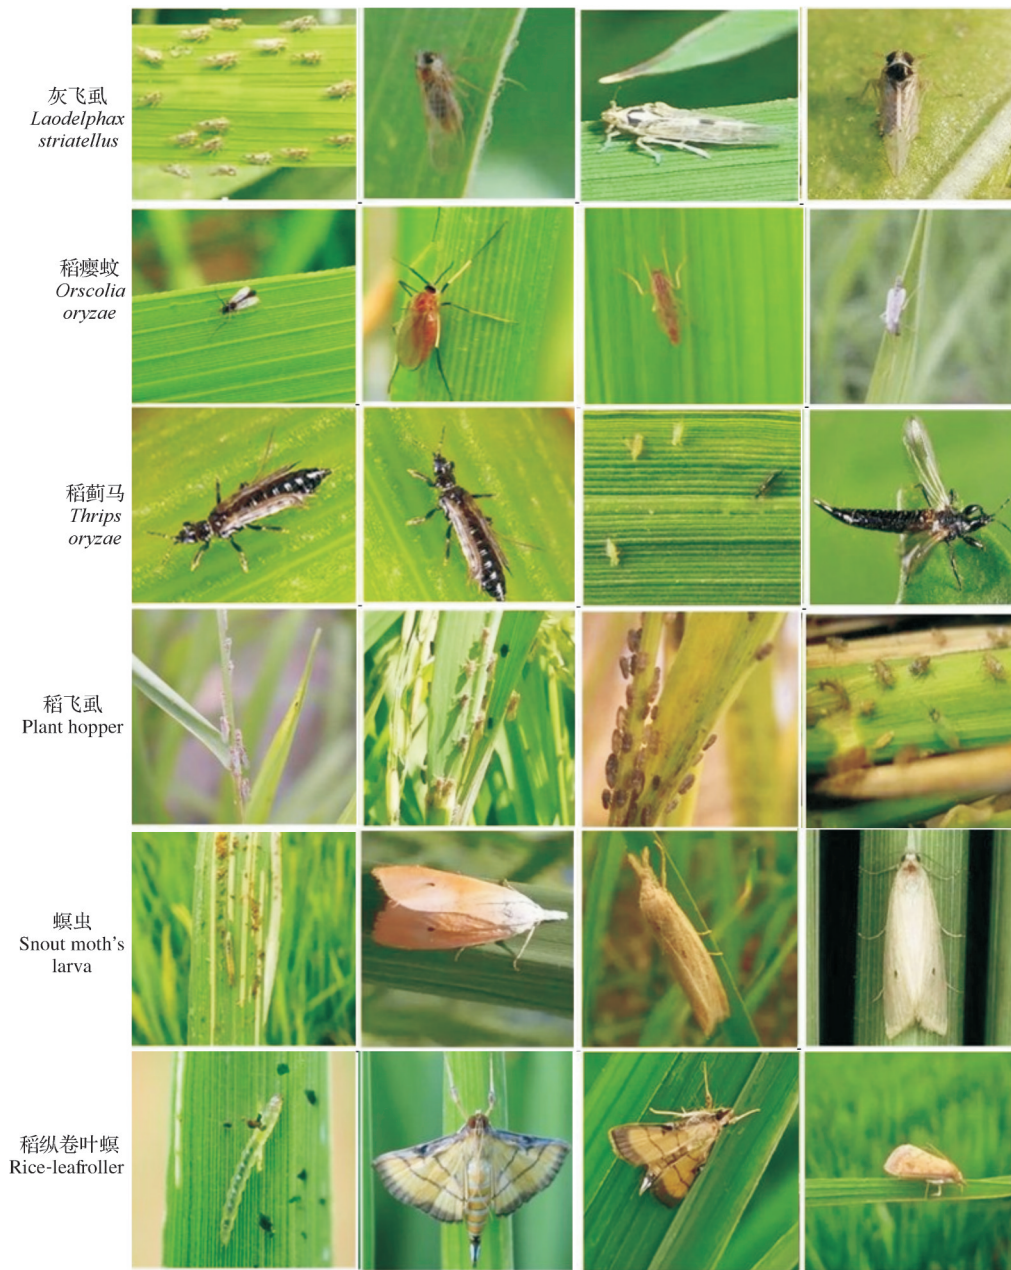 灰飞虱
Laodelphax
striatellus
稻瘿蚊
Orscolia
oryzae
稻蓟马
Thrips
oryzae
稻飞虱
Plant hopper
螟虫
Snout moth's
larva
稻纵卷叶螟
Rice-leafroller